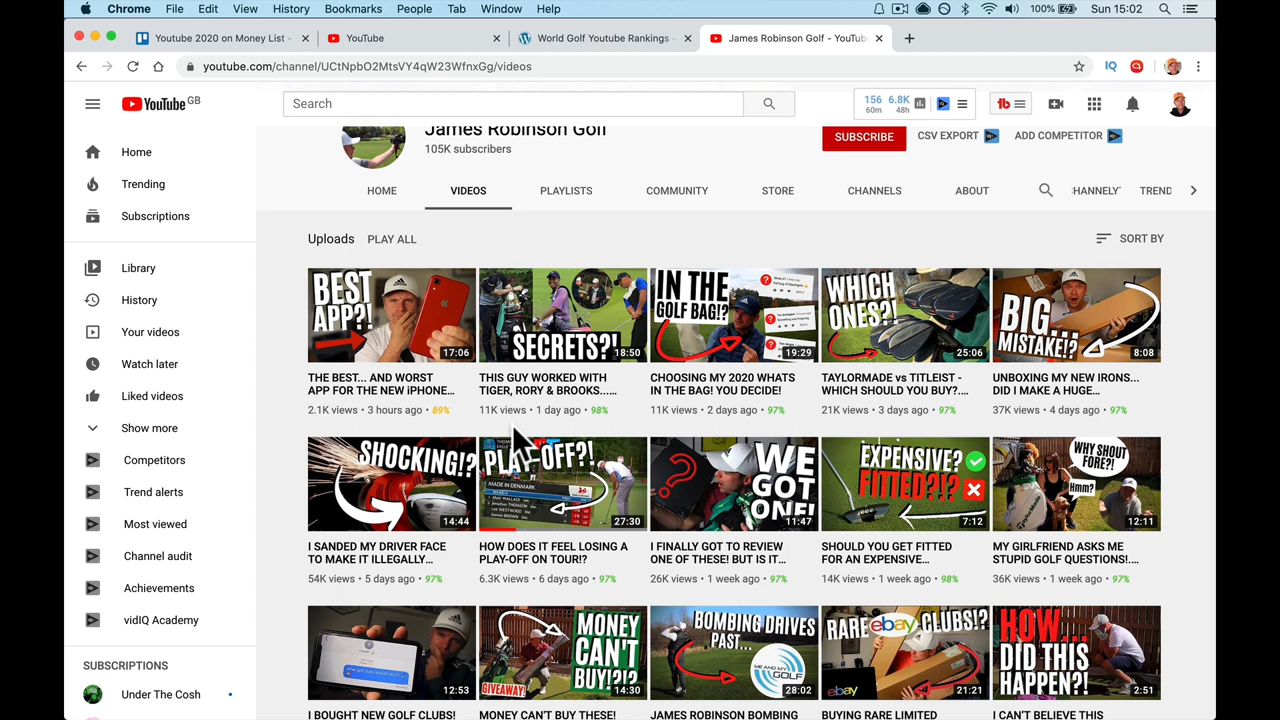 Chrome File Edit View History Bookmarks People Tab Window Help 100% Sun 15:02
Youtube 2020 on Money List - × YouTube × World Golf Youtube Rankings - × James Robinson Golf - YouTube ×
youtube.com/channel/UCtNpbO2MtsVY4qW23WfnxGg/videos
YouTube GB Search 156 60m 6.8K 48h
James Robinson Golf
105K subscribers
SUBSCRIBE CSV EXPORT ADD COMPETITOR
HOME VIDEOS PLAYLISTS COMMUNITY STORE CHANNELS ABOUT HANNELY TREND
Home
Trending
Subscriptions
Library
History
Your videos
Watch later
Liked videos
Show more
Competitors
Trend alerts
Most viewed
Channel audit
Achievements
vidIQ Academy
SUBSCRIPTIONS
Under The Cosh
Uploads PLAY ALL SORT BY
BEST APP?!
17:06
THE BEST... AND WORST
APP FOR THE NEW iPHONE...
2.1K views • 3 hours ago • 89%
SECRETS?!
18:50
THIS GUY WORKED WITH
TIGER, RORY & BROOKS......
11K views • 1 day ago • 98%
IN THE
GOLF BAG!?
19:29
CHOOSING MY 2020 WHATS
IN THE BAG! YOU DECIDE!
11K views • 2 days ago • 97%
WHICH
ONES?!
25:06
TAYLORMADE vs TITLEIST -
WHICH SHOULD YOU BUY?....
21K views • 3 days ago • 97%
BIG...
MISTAKE!?
8:08
UNBOXING MY NEW IRONS...
DID I MAKE A HUGE...
37K views • 4 days ago • 97%
SHOCKING!?
14:44
I SANDED MY DRIVER FACE
TO MAKE IT ILLEGALLY...
54K views • 5 days ago • 97%
PLAY-OFF?!
MADE IN DENMARK
27:30
HOW DOES IT FEEL LOSING A
PLAY-OFF ON TOUR!?
6.3K views • 6 days ago • 97%
WE
GOT
ONE!
11:47
I FINALLY GOT TO REVIEW
ONE OF THESE! BUT IS IT...
26K views • 1 week ago • 97%
EXPENSIVE?
FITTED?!?
7:12
SHOULD YOU GET FITTED
FOR AN EXPENSIVE...
14K views • 1 week ago • 98%
WHY SHOUT
FORE?!
Hmm?
12:11
MY GIRLFRIEND ASKS ME
STUPID GOLF QUESTIONS!....
36K views • 1 week ago • 97%
12:53
I BOUGHT NEW GOLF CLUBS!
MONEY
CAN'T
BUY!?!
GIVEAWAY!
14:30
MONEY CAN'T BUY THESE!
BOMBING DRIVES
PAST...
ME AND MY
GOLF
28:02
JAMES ROBINSON BOMBING
RARE ebay CLUBS!?
ebay
21:21
BUYING RARE LIMITED
HOW...
DID THIS
HAPPEN?!
2:51
I CAN'T BELIEVE THIS